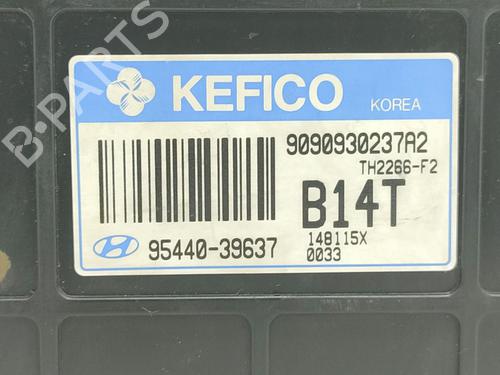 KEFICO
KOREA
9090930237A2
TH2266-F2
B14T
95440-39637
148115X
0033
B-PARTS